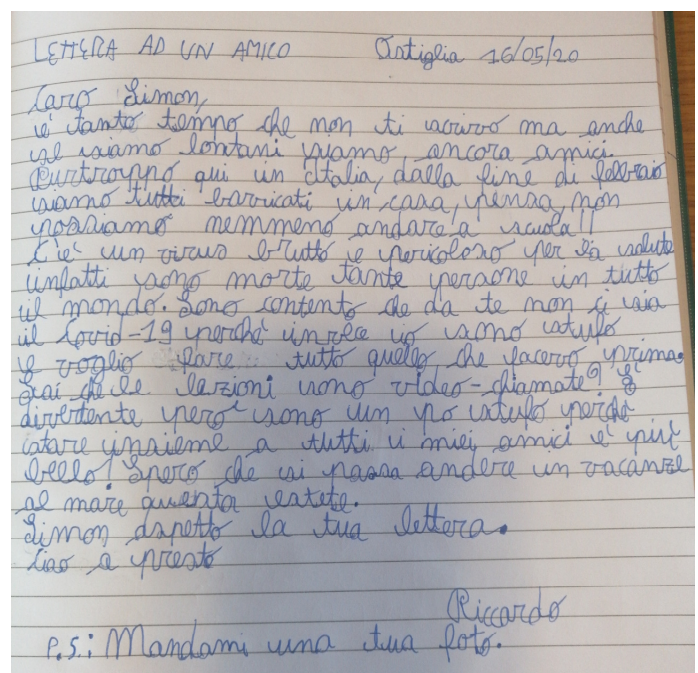 LETTERA AD UN AMICO Ostiglia 16/05/20
Caro Simon,
è tanto tempo che non ti scrivo ma anche
se siamo lontani siamo ancora amici.
Purtroppo qui in Italia, dalla fine di febbraio
siamo tutti barricati in casa, pensa, non
possiamo nemmeno andare a scuola!!
C'è un virus brutto e pericoloso per la salute
infatti sono morte tante persone in tutto
il mondo. Sono contento che da te non ci sia
il Covid-19 perché invece io sono stufo
e voglio fare tutto quello che facevo prima.
Sai che le lezioni sono video-chiamate? È
divertente però sono un po stufo perché
stare insieme a tutti i miei amici è più
bello! Spero che si possa andere in vacanze
al mare questa estete.
Simon aspetto la tua lettera.
Ciao a presto
Riccardo
P.S.: Mandami una tua foto.